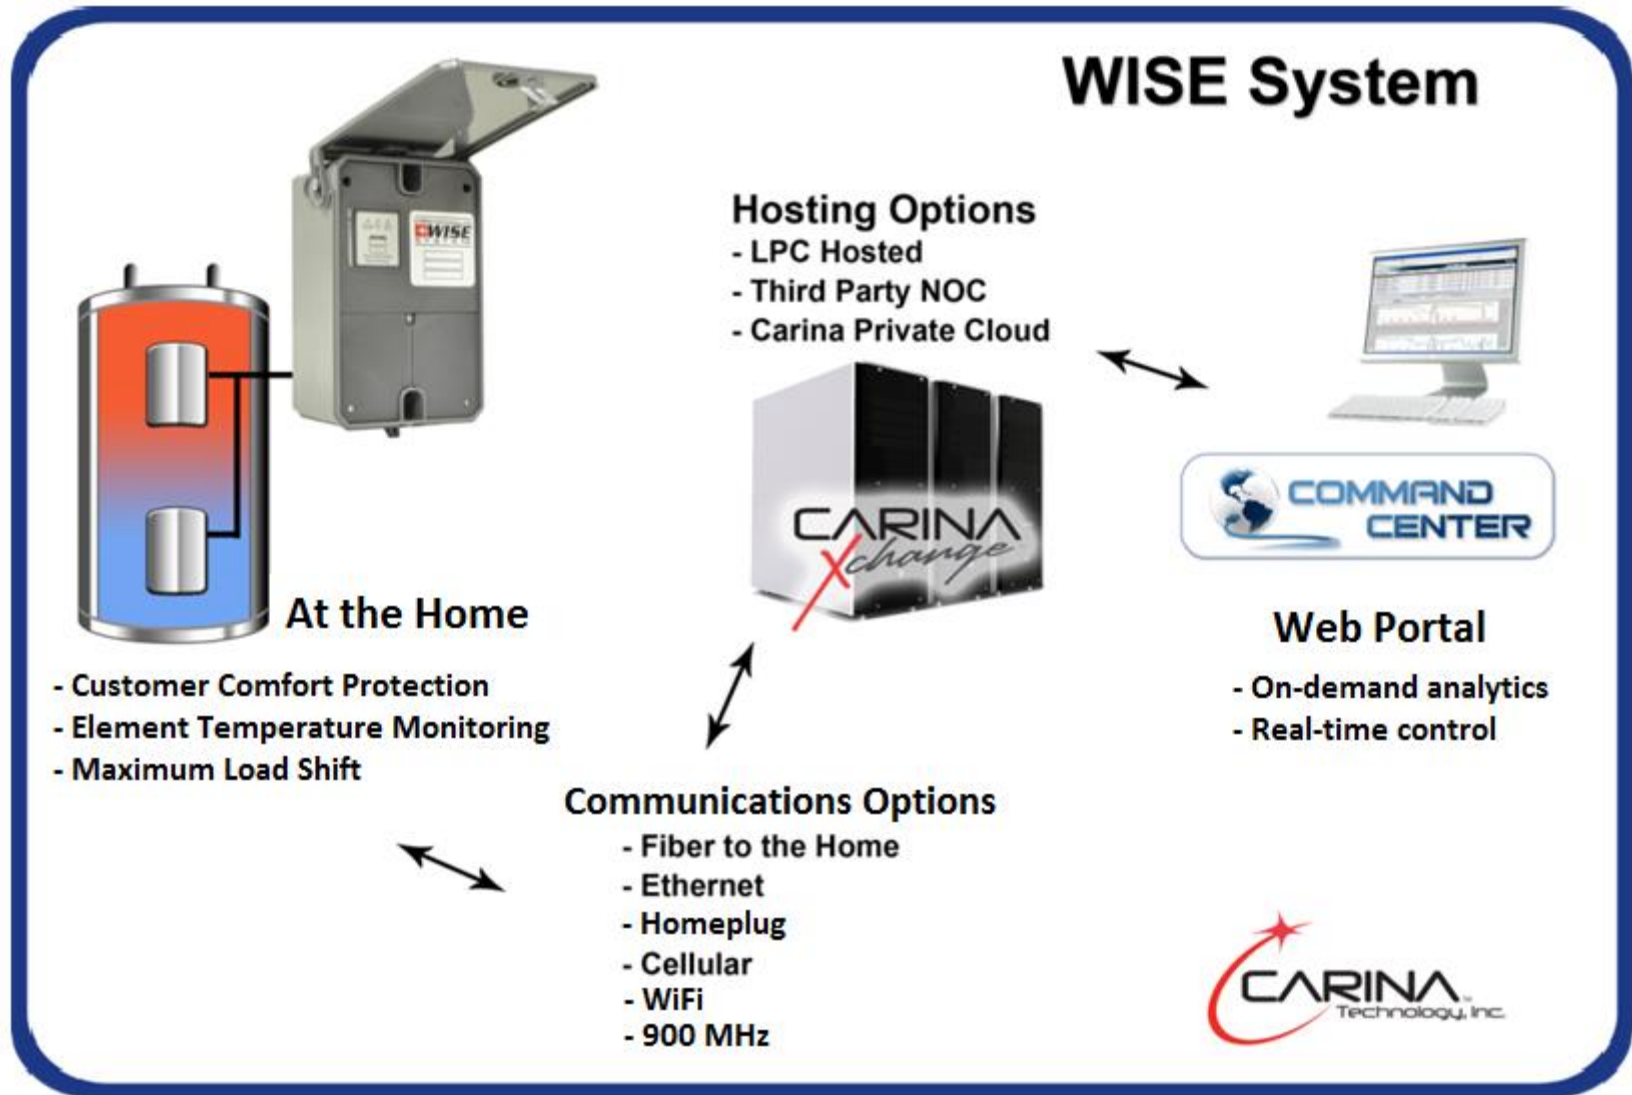 WISE System
WISE
Hosting Options
- LPC Hosted
- Third Party NOC
- Carina Private Cloud
CARINA
Xchange
COMMAND
CENTER
At the Home
- Customer Comfort Protection
- Element Temperature Monitoring
- Maximum Load Shift
Web Portal
- On-demand analytics
- Real-time control
Communications Options
- Fiber to the Home
- Ethernet
- Homeplug
- Cellular
- WiFi
- 900 MHz
CARINA
Technology, Inc.